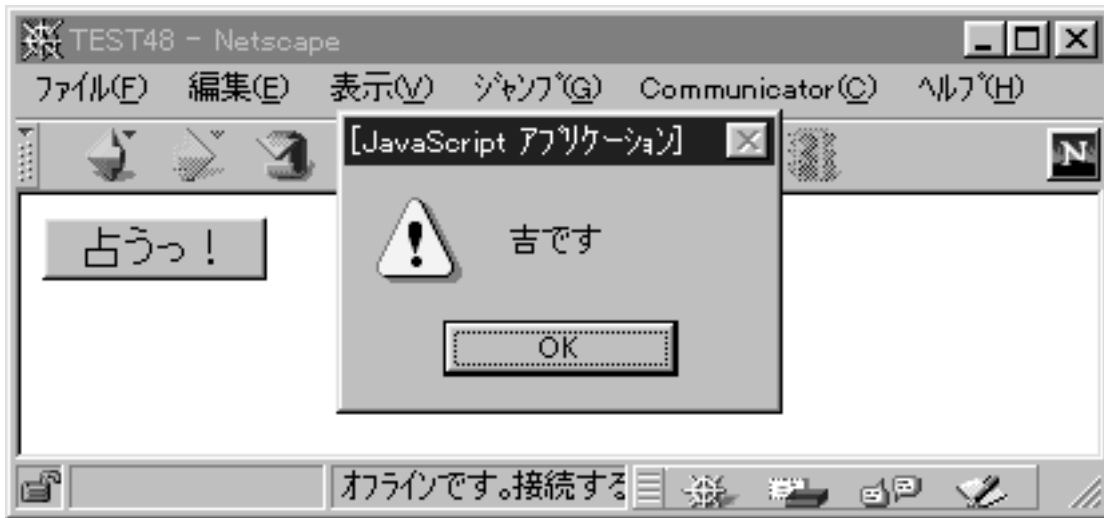 TEST48 - Netscape
ﾌｧｲﾙ(F) 編集(E) 表示(V) ｼﾞｬﾝﾌﾟ(G) Communicator(C) ﾍﾙﾌﾟ(H)
[JavaScript ｱﾌﾟﾘｹｰｼｮﾝ]
N
占うっ！
吉です
OK
ｵﾌﾗｲﾝです｡接続する